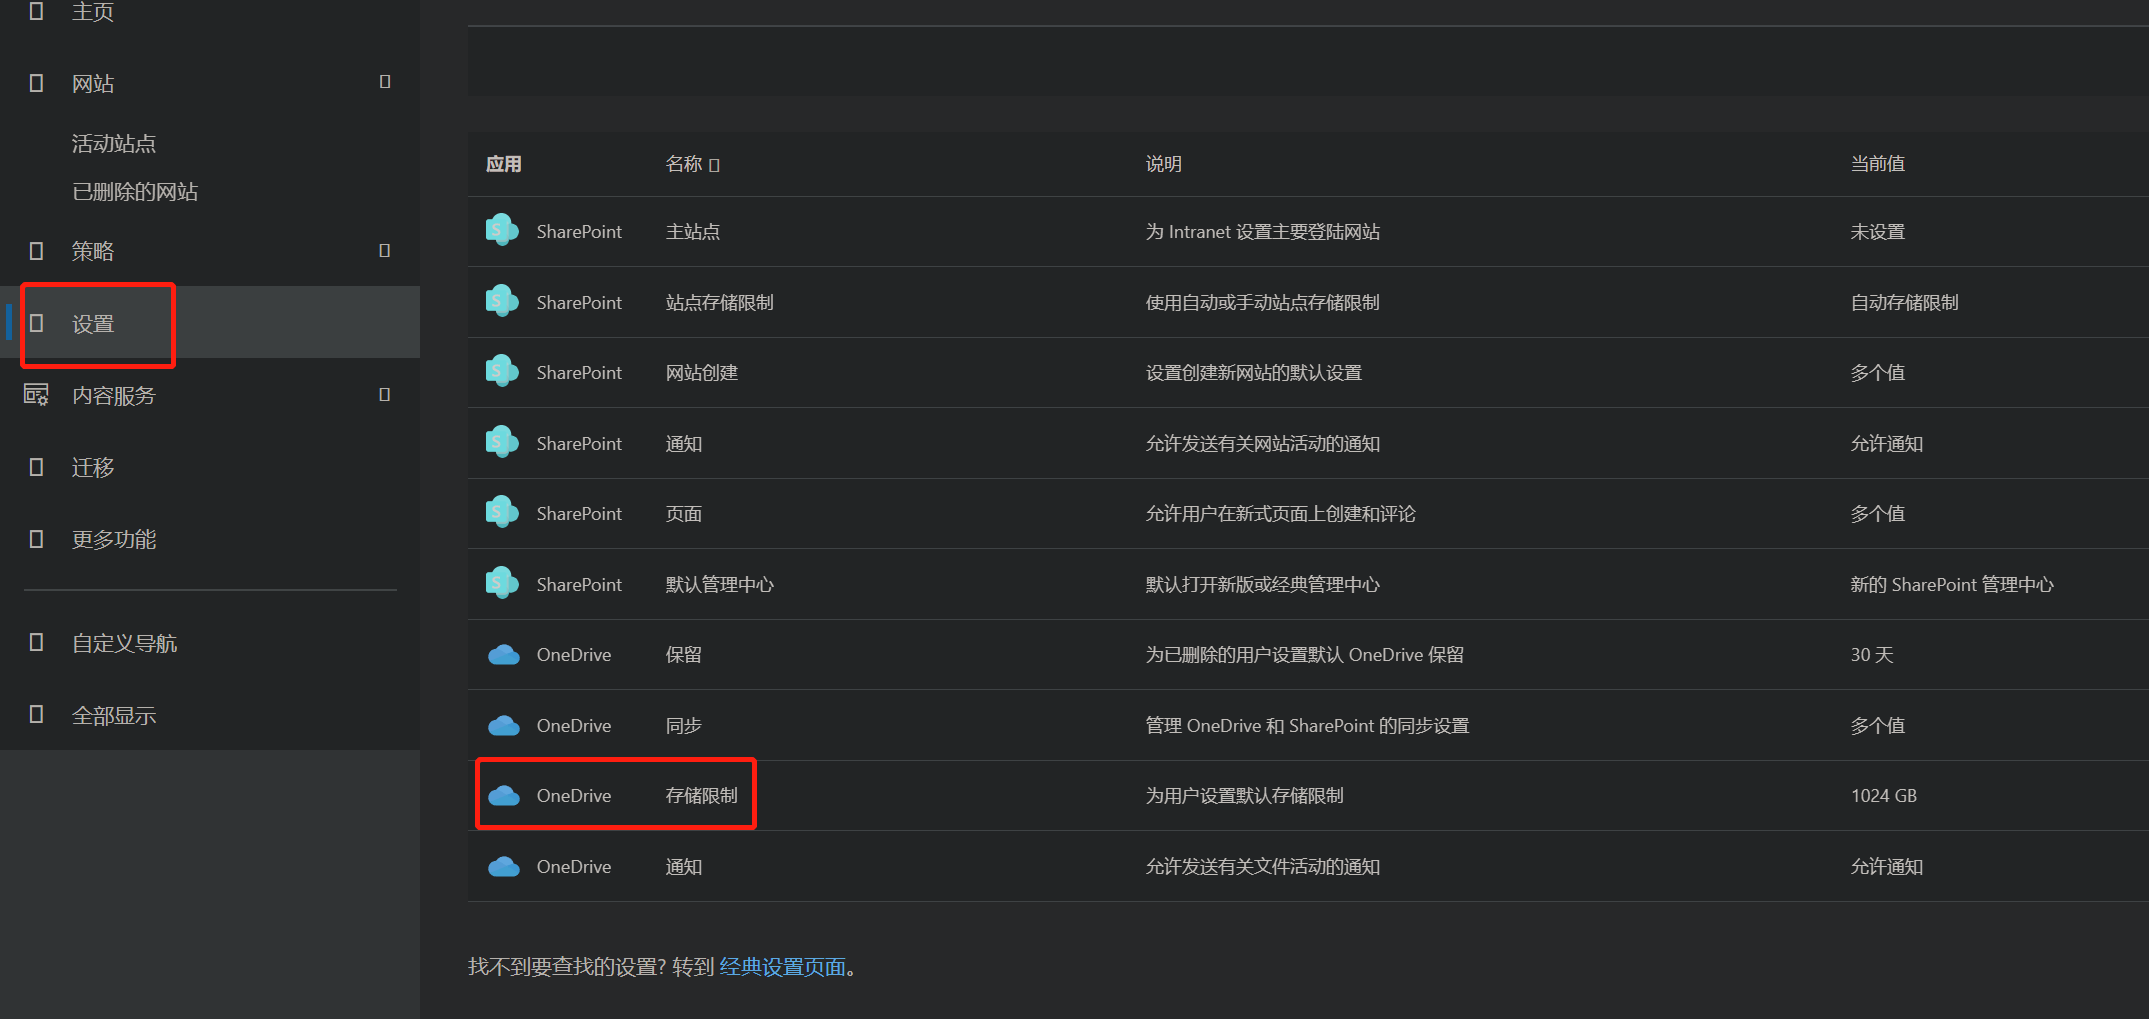 主页
网站
活动站点
已删除的网站
策略
设置
内容服务
迁移
更多功能
自定义导航
全部显示
应用 名称 说明 当前值
SharePoint 主站点 为 Intranet 设置主要登陆网站 未设置
SharePoint 站点存储限制 使用自动或手动站点存储限制 自动存储限制
SharePoint 网站创建 设置创建新网站的默认设置 多个值
SharePoint 通知 允许发送有关网站活动的通知 允许通知
SharePoint 页面 允许用户在新式页面上创建和评论 多个值
SharePoint 默认管理中心 默认打开新版或经典管理中心 新的 SharePoint 管理中心
OneDrive 保留 为已删除的用户设置默认 OneDrive 保留 30 天
OneDrive 同步 管理 OneDrive 和 SharePoint 的同步设置 多个值
OneDrive 存储限制 为用户设置默认存储限制 1024 GB
OneDrive 通知 允许发送有关文件活动的通知 允许通知
找不到要查找的设置? 转到 经典设置页面。